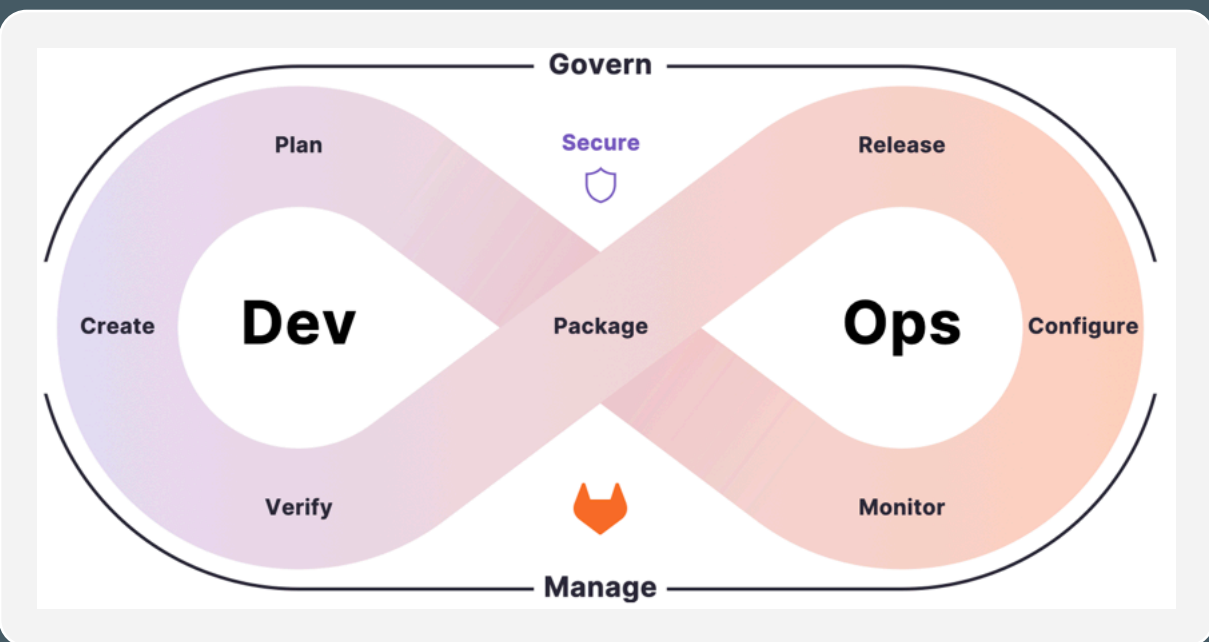 Govern
Plan
Secure
Release
Create
Dev
Package
Ops
Configure
Verify
Monitor
Manage